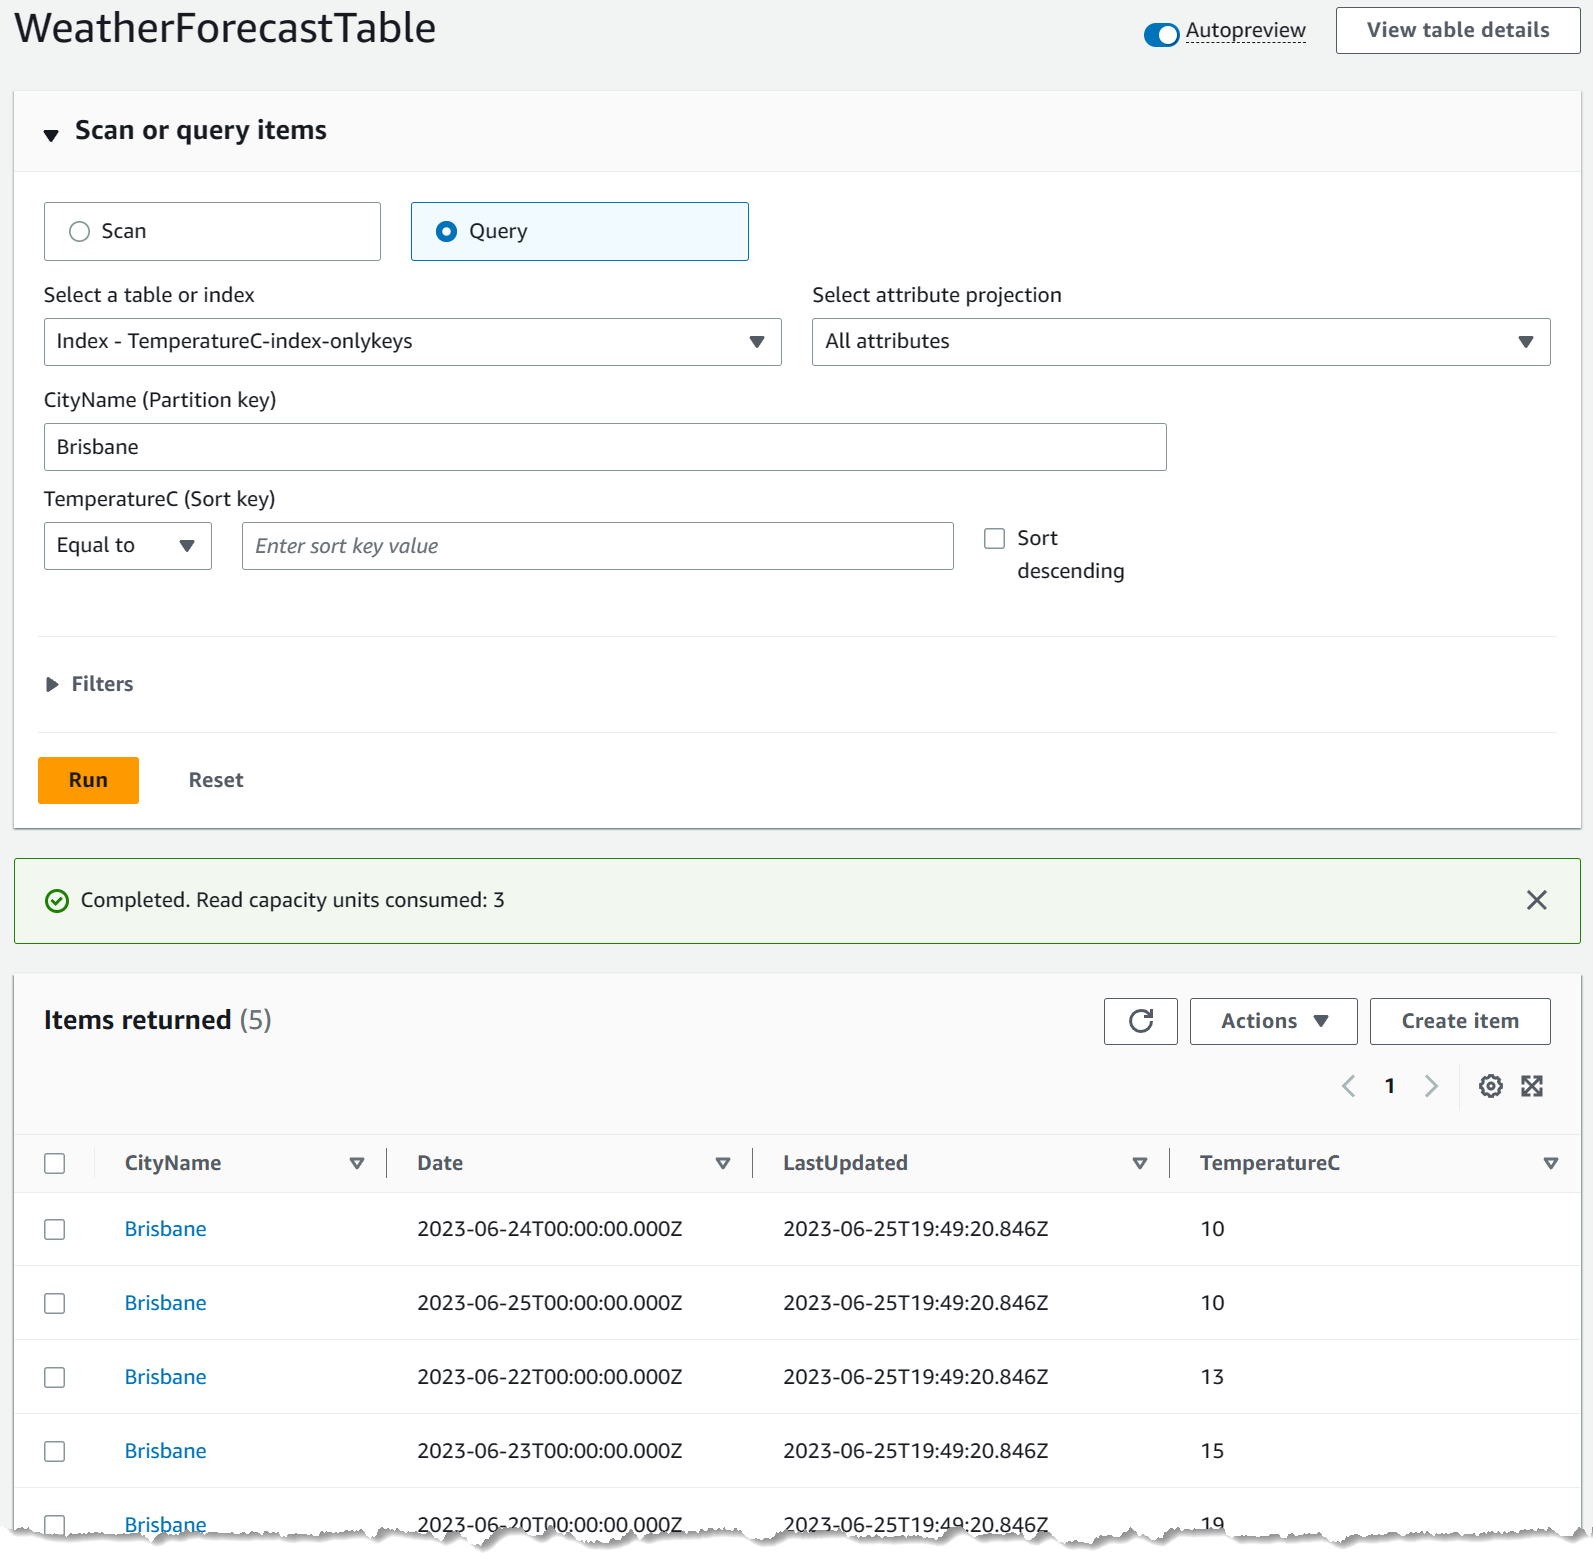 WeatherForecastTable
Autopreview
View table details
Scan or query items
Scan
Query
Select a table or index
Select attribute projection
Index - TemperatureC-index-onlykeys
All attributes
CityName (Partition key)
Brisbane
TemperatureC (Sort key)
Equal to
Enter sort key value
Sort
descending
Filters
Run
Reset
Completed. Read capacity units consumed: 3
Items returned (5)
Actions
Create item
1
CityName Date LastUpdated TemperatureC
Brisbane 2023-06-24T00:00:00.000Z 2023-06-25T19:49:20.846Z 10
Brisbane 2023-06-25T00:00:00.000Z 2023-06-25T19:49:20.846Z 10
Brisbane 2023-06-22T00:00:00.000Z 2023-06-25T19:49:20.846Z 13
Brisbane 2023-06-23T00:00:00.000Z 2023-06-25T19:49:20.846Z 15
Brisbane 2023-06-20T00:00:00.000Z 2023-06-25T19:49:20.846Z 19